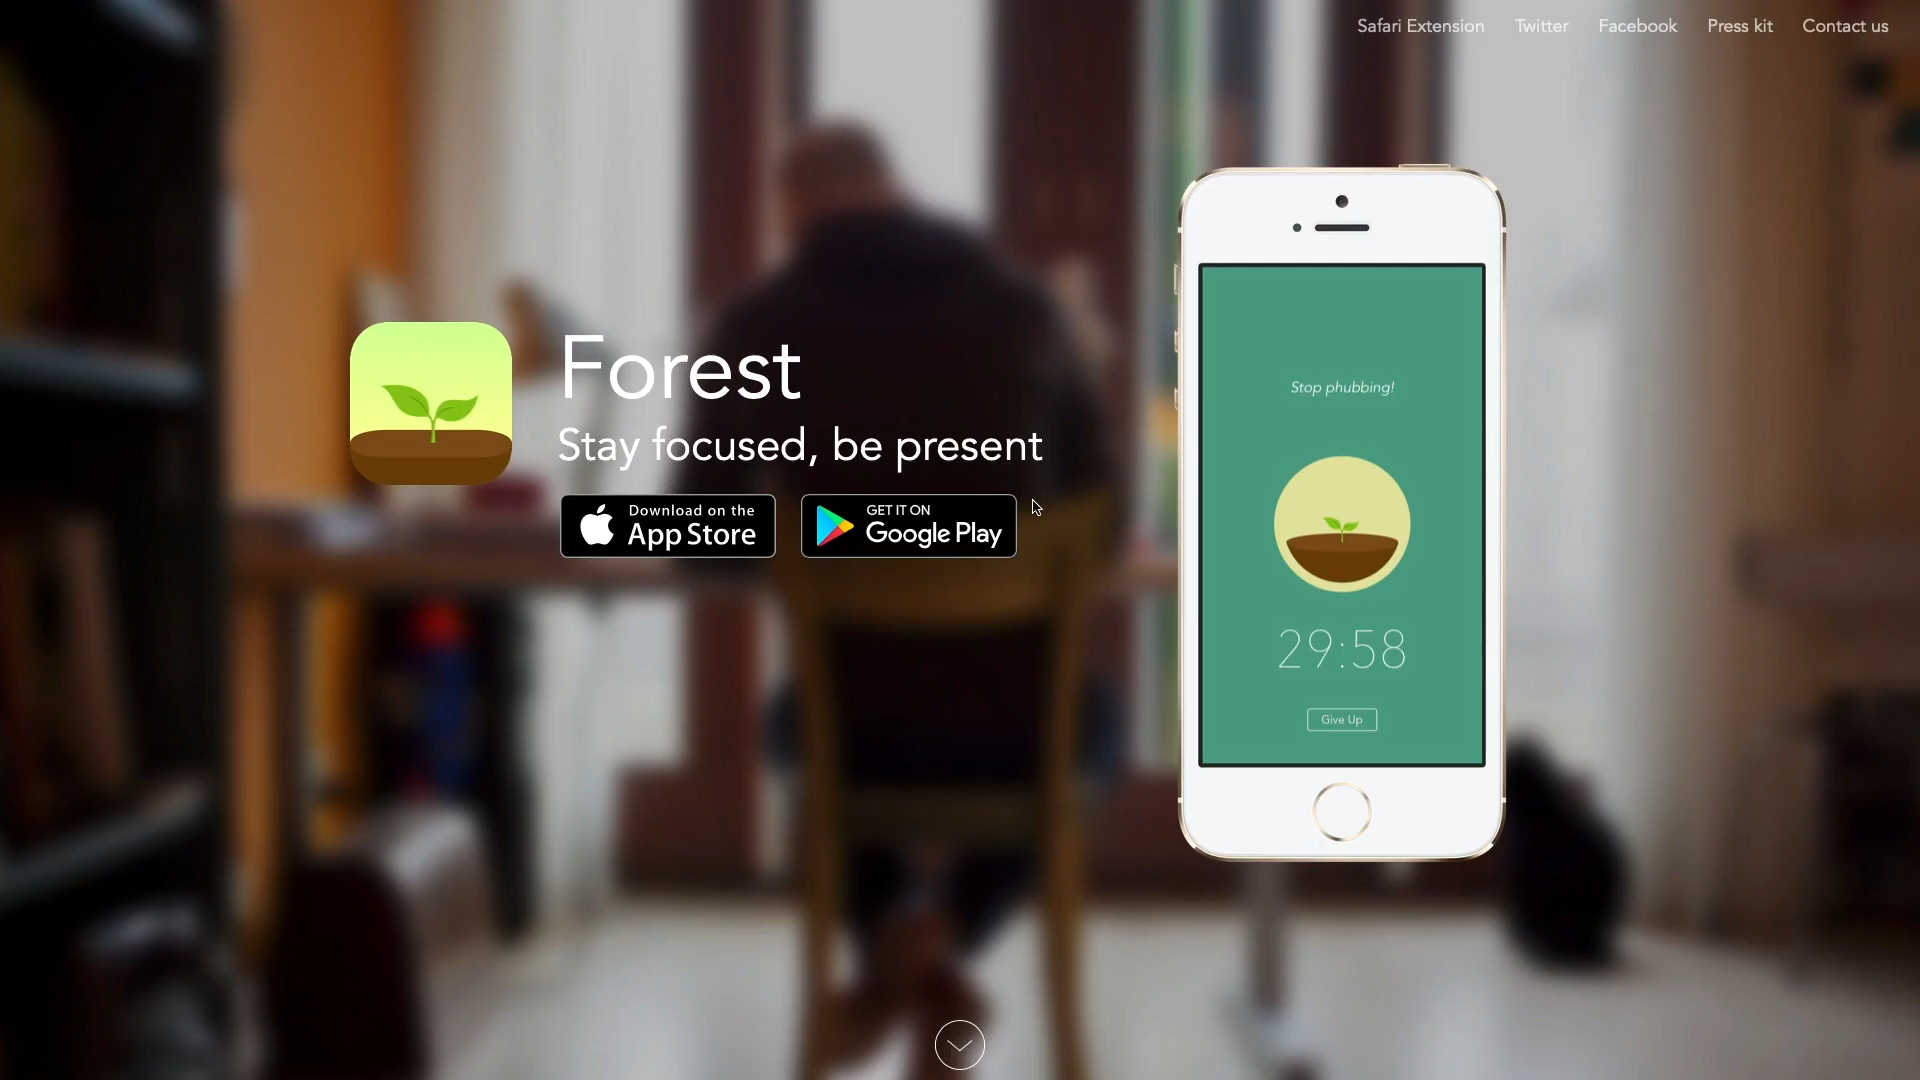 Safari Extension Twitter Facebook Press kit Contact us
Forest
Stay focused, be present
Download on the
App Store
GET IT ON
Google Play
Stop phubbing!
29:58
Give Up